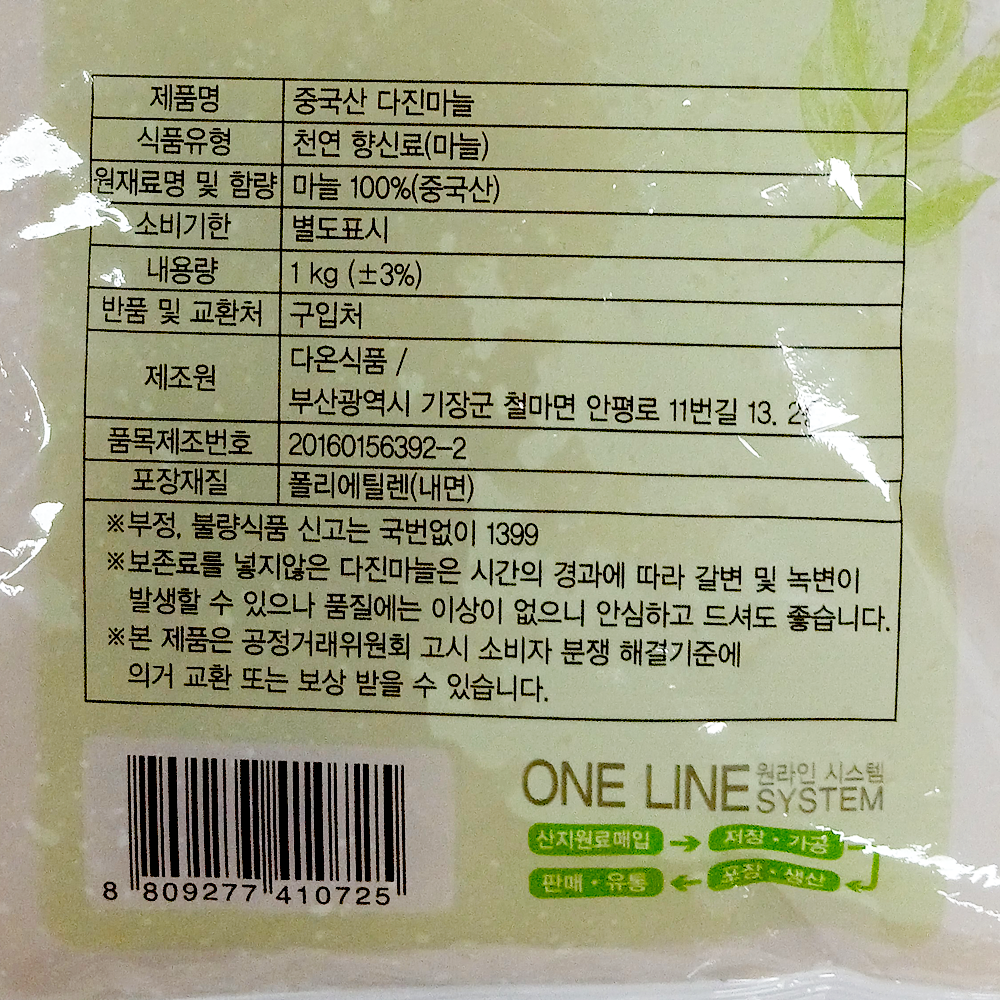 제품명 중국산 다진마늘
식품유형 천연 향신료(마늘)
원재료명 및 함량 마늘 100%(중국산)
소비기한 별도표시
내용량 1 kg (±3%)
반품 및 교환처 구입처
제조원 다온식품 /
부산광역시 기장군 철마면 안평로 11번길 13.
품목제조번호 20160156392-2
포장재질 폴리에틸렌(내면)
※부정, 불량식품 신고는 국번없이 1399
※보존료를 넣지않은 다진마늘은 시간의 경과에 따라 갈변 및 녹변이
발생할 수 있으나 품질에는 이상이 없으니 안심하고 드셔도 좋습니다.
※본 제품은 공정거래위원회 고시 소비자 분쟁 해결기준에
의거 교환 또는 보상 받을 수 있습니다.
8 809277 410725
ONE LINE 원라인 시스템
SYSTEM
산지원료매입 → 저장·가공
판매·유통 ← 포장·생산